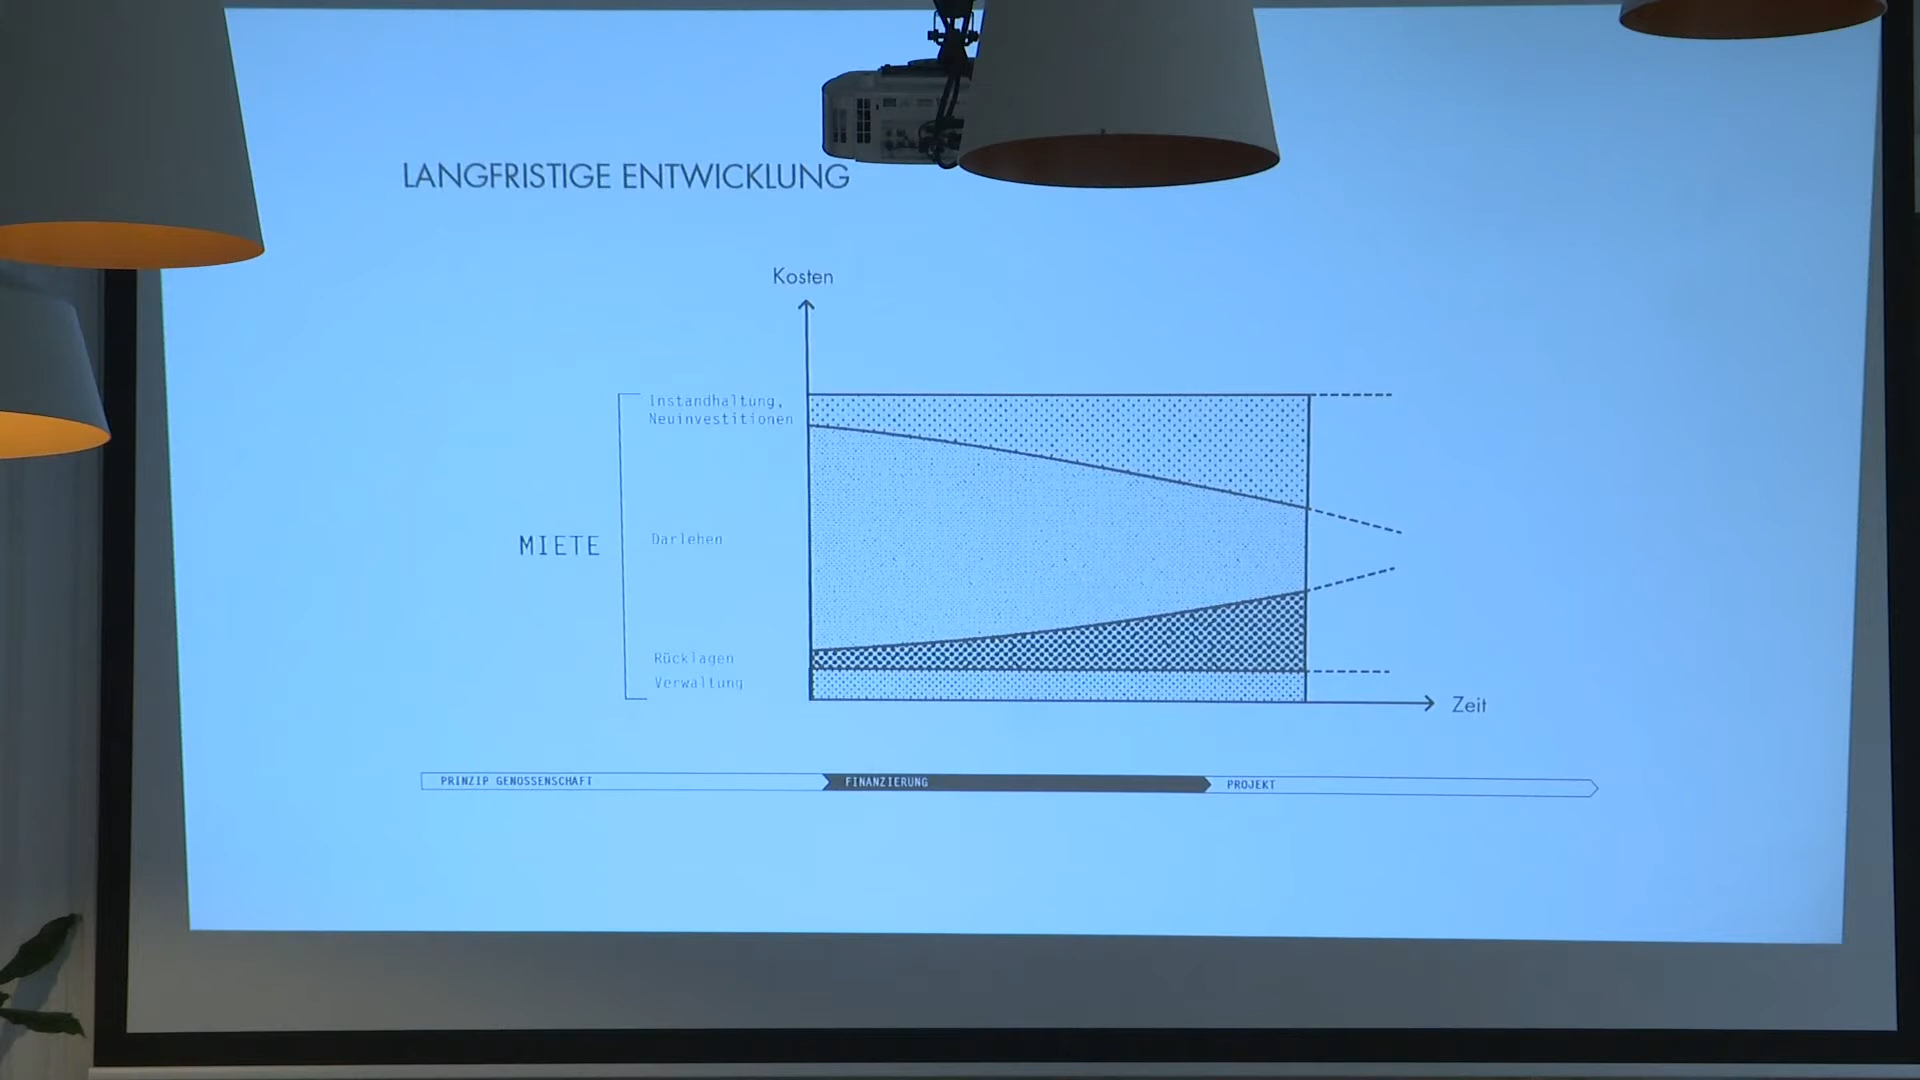 LANGFRISTIGE ENTWICKLUNG
Kosten
Instandhaltung,
Neuinvestitionen
MIETE
Darlehen
Rücklagen
Verwaltung
Zeit
PRINZIP GENOSSENSCHAFT
FINANZIERUNG
PROJEKT